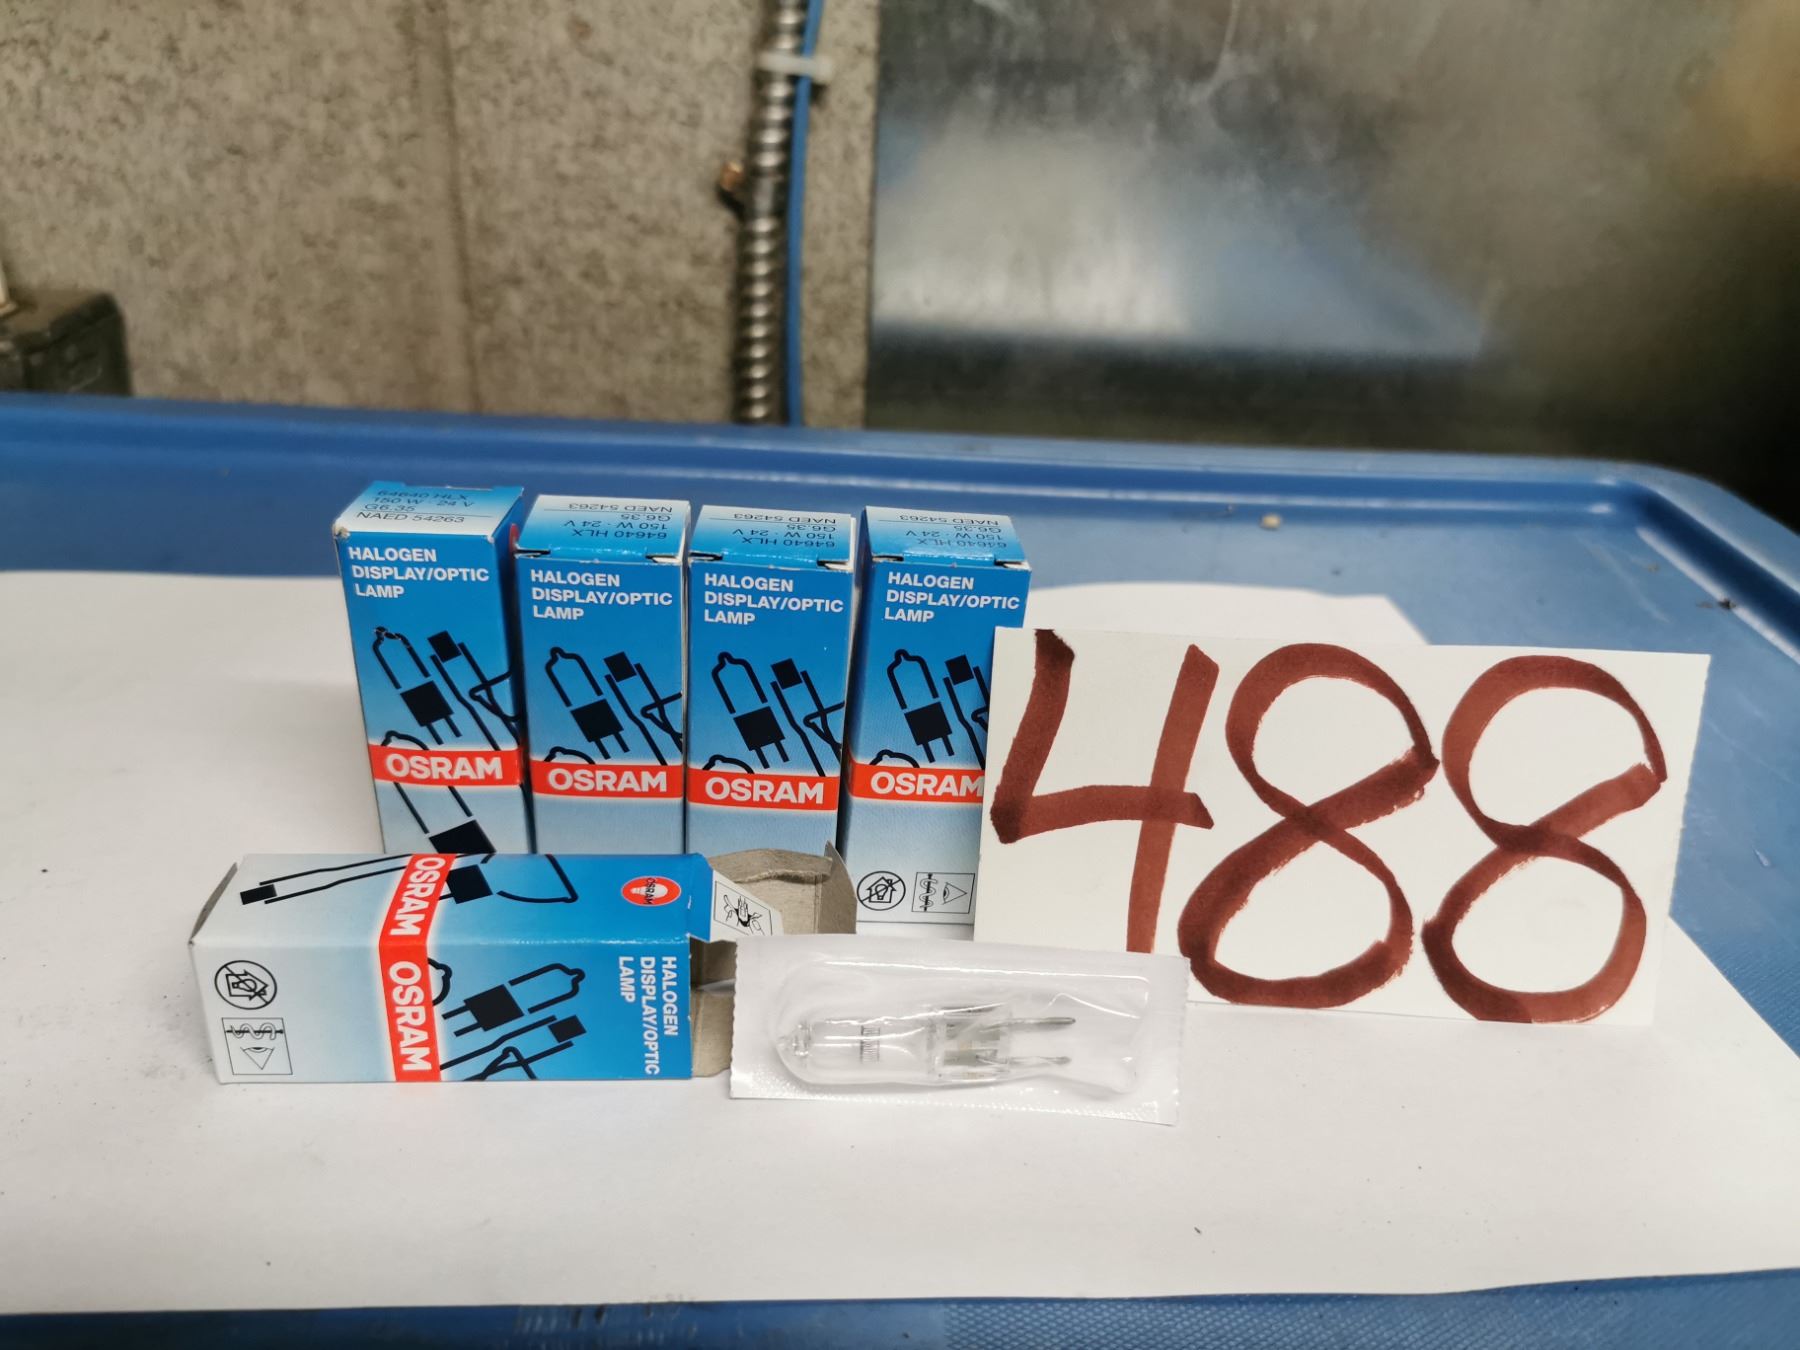 64640 HLX
150 W · 24 V
G6.35
NAED 54263
HALOGEN
DISPLAY/OPTIC
LAMP
OSRAM
64640 HLX
150 W · 24 V
G6.35
NAED 54263
HALOGEN
DISPLAY/OPTIC
LAMP
OSRAM
64640 HLX
150 W · 24 V
G6.35
NAED 54263
HALOGEN
DISPLAY/OPTIC
LAMP
OSRAM
64640 HLX
150 W · 24 V
G6.35
NAED 54263
HALOGEN
DISPLAY/OPTIC
LAMP
OSRAM
488
OSRAM
OSRAM
OSRAM
HALOGEN
DISPLAY/OPTIC
LAMP